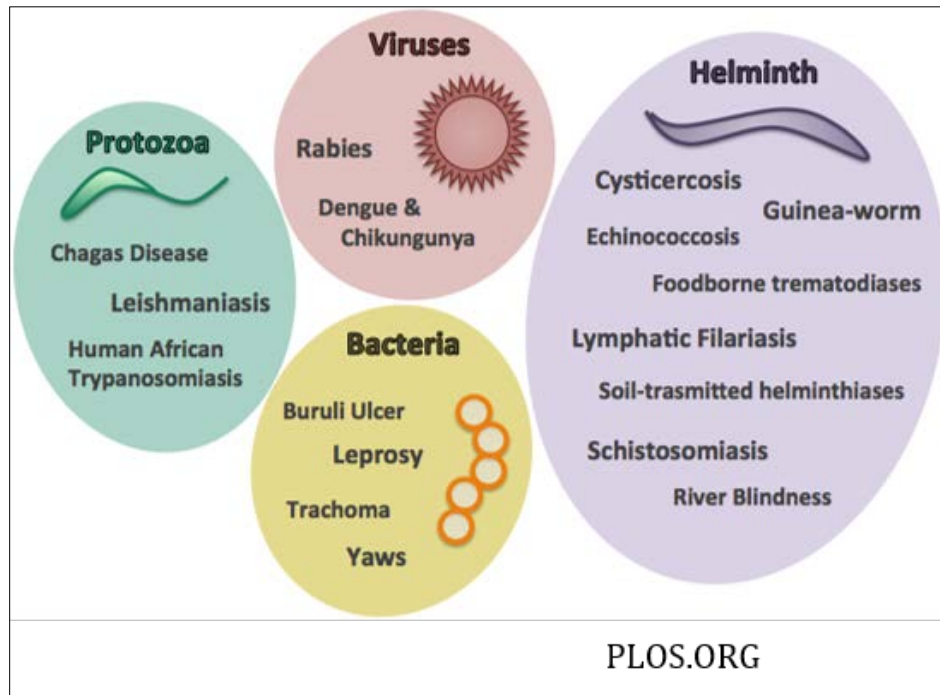 Viruses
Rabies
Dengue &
Chikungunya
Protozoa
Chagas Disease
Leishmaniasis
Human African
Trypanosomiasis
Bacteria
Buruli Ulcer
Leprosy
Trachoma
Yaws
Helminth
Cysticercosis
Guinea-worm
Echinococcosis
Foodborne trematodiases
Lymphatic Filariasis
Soil-trasmitted helminthiases
Schistosomiasis
River Blindness
PLOS.ORG